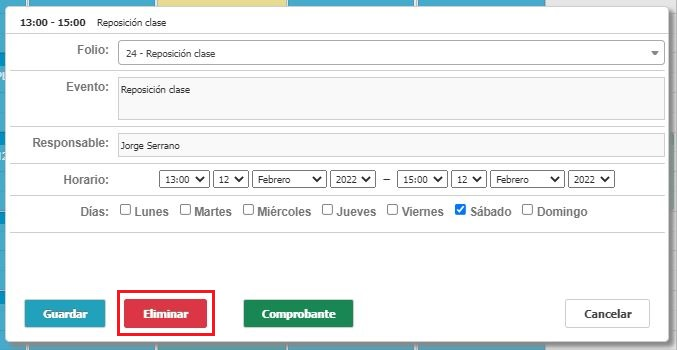 13:00 - 15:00 Reposición clase
Folio: 24 - Reposición clase
Evento: Reposición clase
Responsable: Jorge Serrano
Horario: 13:00 12 Febrero 2022 – 15:00 12 Febrero 2022
Días: Lunes Martes Miércoles Jueves Viernes Sábado Domingo
Guardar Eliminar Comprobante Cancelar